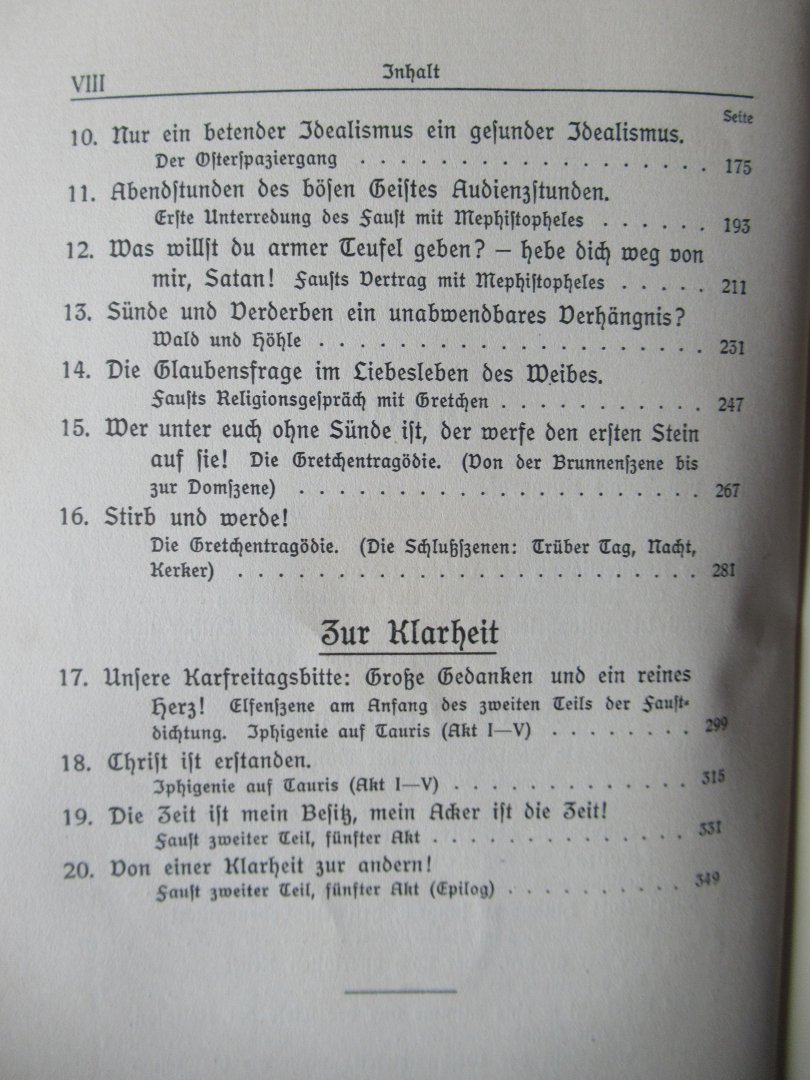 VIII Inhalt
Seite
10. Nur ein betender Idealismus ein gesunder Idealismus.
Der Osterspaziergang . . . . . . . . . . . . . . . . . . 175
11. Abendstunden des bösen Geistes Audienzstunden.
Erste Unterredung des Faust mit Mephistopheles . . . . . . 193
12. Was willst du armer Teufel geben? – hebe dich weg von
mir, Satan! Fausts Vertrag mit Mephistopheles . . . . . 211
13. Sünde und Verderben ein unabwendbares Verhängnis?
Wald und Höhle . . . . . . . . . . . . . . . . . . . . 231
14. Die Glaubensfrage im Liebesleben des Weibes.
Fausts Religionsgespräch mit Gretchen . . . . . . . . . . . 247
15. Wer unter euch ohne Sünde ist, der werfe den ersten Stein
auf sie! Die Gretchentragödie. (Von der Brunnenszene bis
zur Domszene) . . . . . . . . . . . . . . . . . . . . . 267
16. Stirb und werde!
Die Gretchentragödie. (Die Schlußszenen: Trüber Tag, Nacht,
Kerker) . . . . . . . . . . . . . . . . . . . . . . . . 281
Zur Klarheit
17. Unsere Karfreitagsbitte: Große Gedanken und ein reines
Herz! Elfenszene am Anfang des zweiten Teils der Faust-
dichtung. Iphigenie auf Tauris (Akt I—V) . . . . . . . . 299
18. Christ ist erstanden.
Iphigenie auf Tauris (Akt I—V) . . . . . . . . . . . . . 315
19. Die Zeit ist mein Besitz, mein Acker ist die Zeit!
Faust zweiter Teil, fünfter Akt . . . . . . . . . . . . . . 331
20. Von einer Klarheit zur andern!
Faust zweiter Teil, fünfter Akt (Epilog) . . . . . . . . . . 349